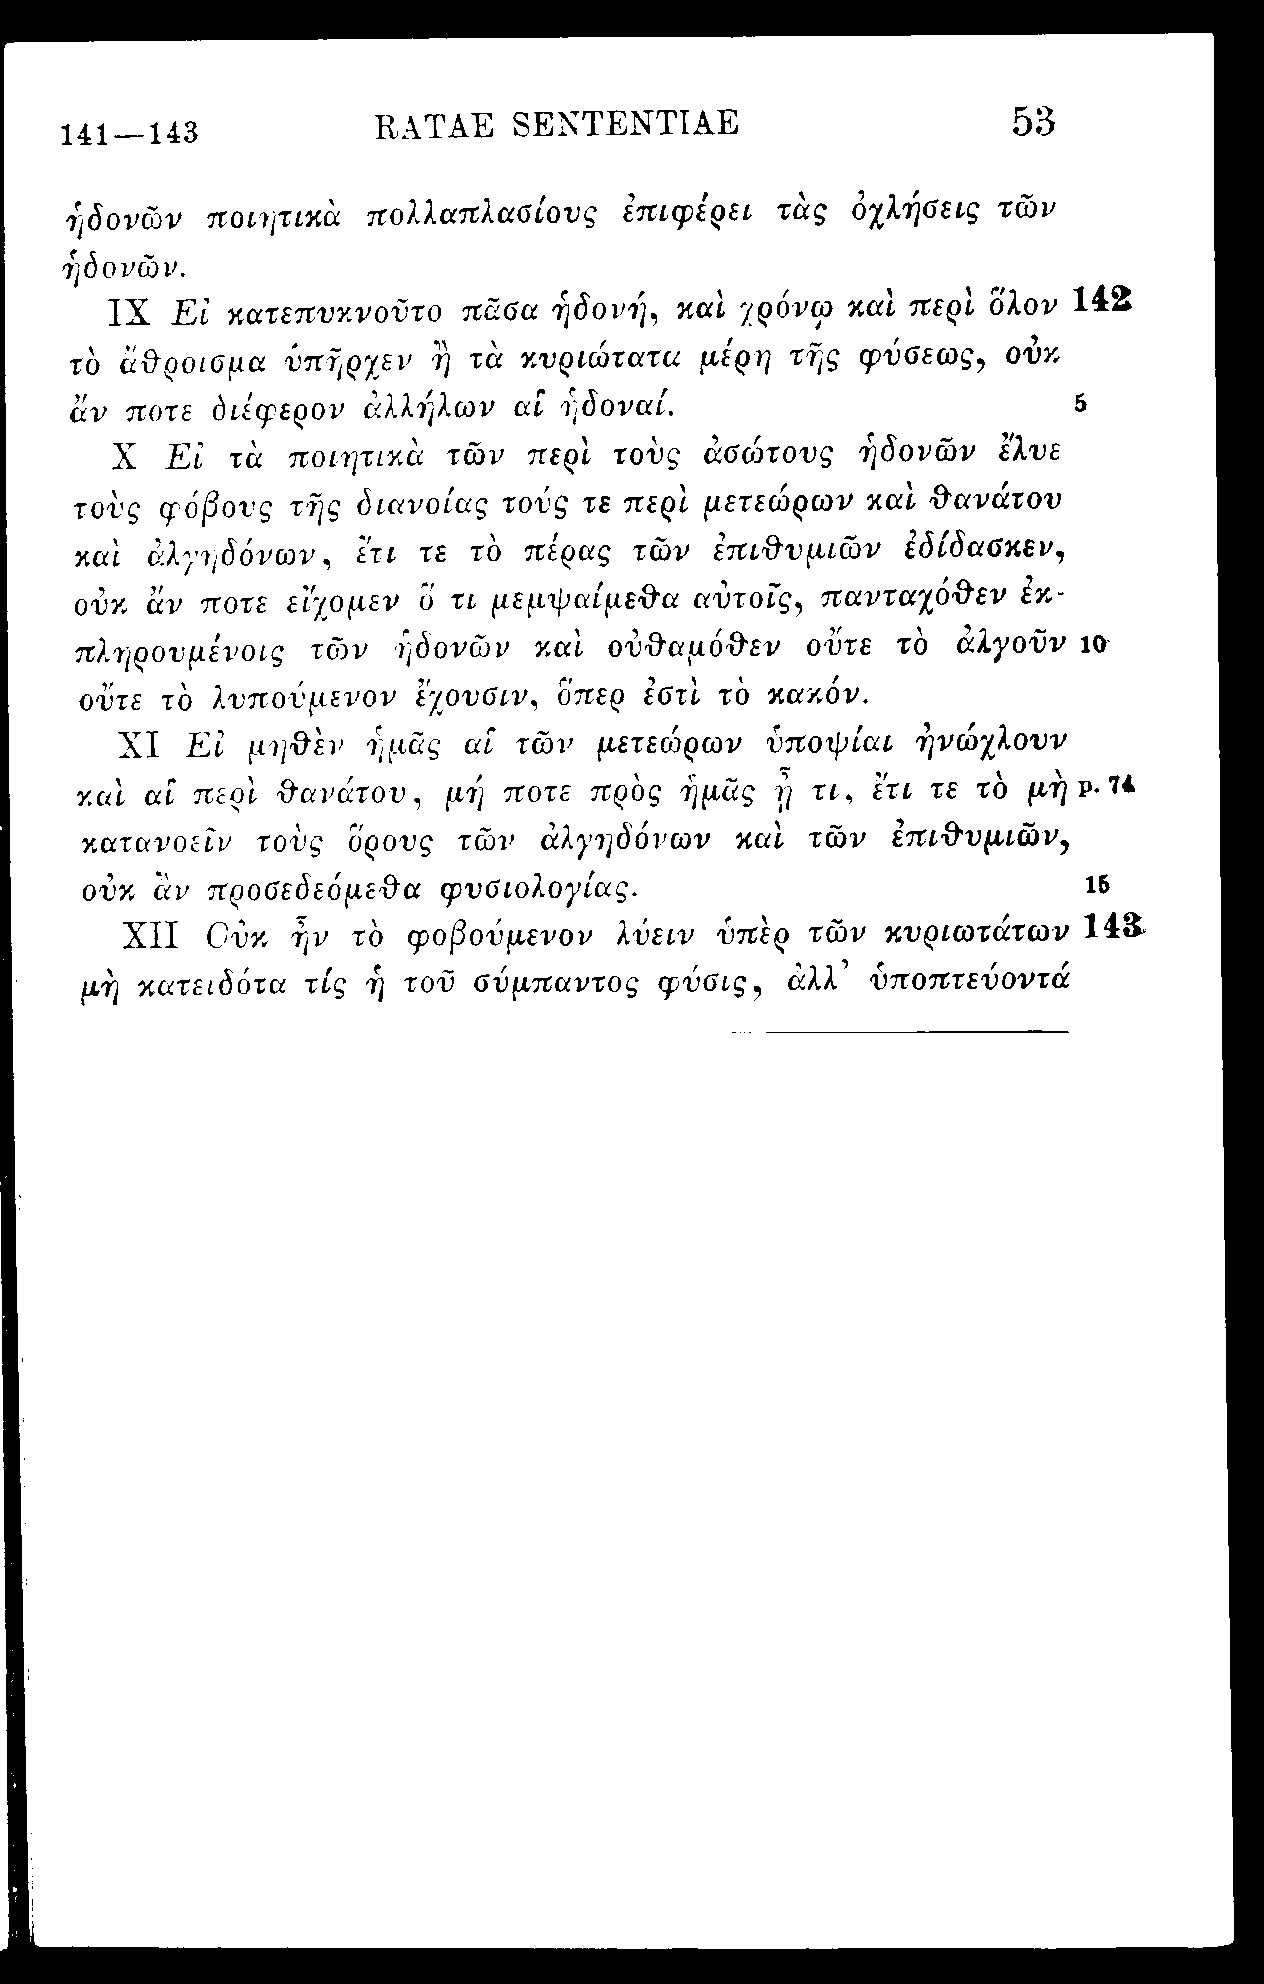 141—143 RATAE SENTENTIAE 53
ἡδονῶν ποιητικὰ πολλαπλασίους ἐπιφέρει τὰς ὀχλήσεις τῶν
ἡδονῶν.
IX Εἰ κατεπυκνοῦτο πᾶσα ἡδονή, καὶ χρόνῳ καὶ περὶ ὅλον 142
τὸ ἄθροισμα ὑπῆρχεν ἢ τὰ κυριώτατα μέρη τῆς φύσεως, οὐκ
ἄν ποτε διέφερον ἀλλήλων αἱ ἡδοναί. 5
X Εἰ τὰ ποιητικὰ τῶν περὶ τοὺς ἀσώτους ἡδονῶν ἔλυε
τοὺς φόβους τῆς διανοίας τούς τε περὶ μετεώρων καὶ θανάτου
καὶ ἀλγηδόνων, ἔτι τε τὸ πέρας τῶν ἐπιθυμιῶν ἐδίδασκεν,
οὐκ ἄν ποτε εἴχομεν ὅ τι μεμψαίμεθα αὐτοῖς, πανταχόθεν ἐκ-
πληρουμένοις τῶν ἡδονῶν καὶ οὐθαμόθεν οὔτε τὸ ἀλγοῦν 10
οὔτε τὸ λυπούμενον ἔχουσιν, ὅπερ ἐστὶ τὸ κακόν.
XI Εἰ μηθὲν ἡμᾶς αἱ τῶν μετεώρων ὑποψίαι ἠνώχλουν
καὶ αἱ περὶ θανάτου, μή ποτε πρὸς ἡμᾶς ᾖ τι, ἔτι τε τὸ μὴ p. 74
κατανοεῖν τοὺς ὅρους τῶν ἀλγηδόνων καὶ τῶν ἐπιθυμιῶν,
οὐκ ἂν προσεδεόμεθα φυσιολογίας. 15
XII Οὐκ ἦν τὸ φοβούμενον λύειν ὑπὲρ τῶν κυριωτάτων 143
μὴ κατειδότα τίς ἡ τοῦ σύμπαντος φύσις, ἀλλ’ ὑποπτεύοντά